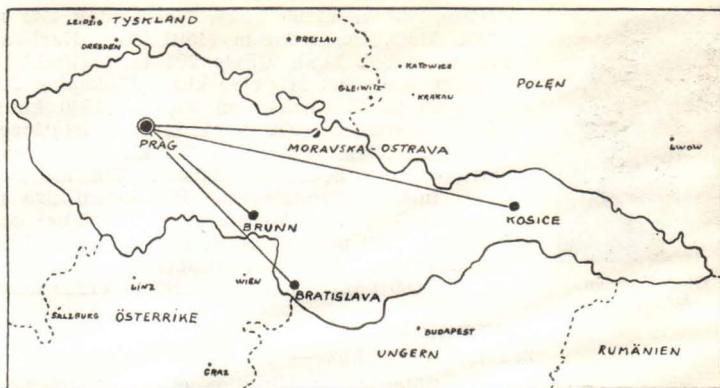 LEIPZIG
TYSKLAND
DRESDEN
BRESLAU
KATOWICE
GLEIWITZ
KRAKAU
POLEN
PRAG
MORAVSKA-OSTRAVA
LWOW
BRUNN
KOSICE
LINZ
WIEN
BRATISLAVA
SALZBURG
ÖSTERRIKE
BUDAPEST
GRAZ
UNGERN
RUMÄNIEN